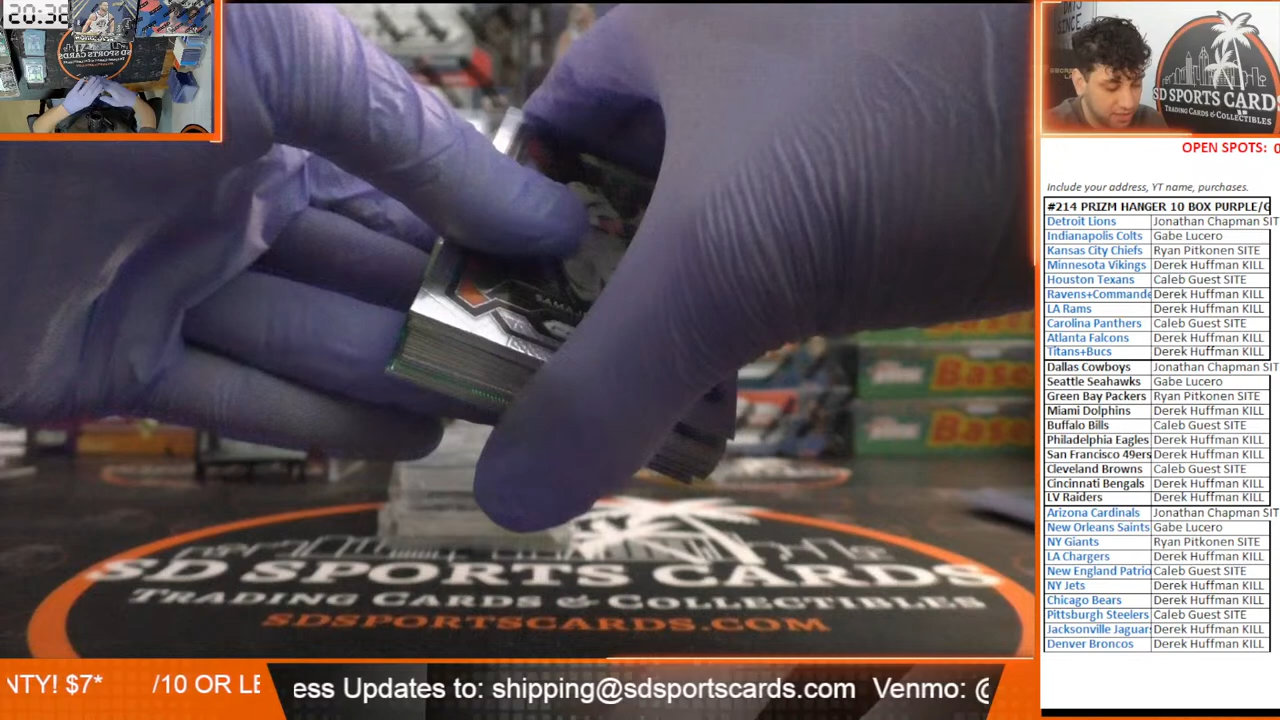 20:38
SD SPORTS CARDS
TRADING CARDS & COLLECTIBLES
OPEN SPOTS: 0
Include your address, YT name, purchases.
#214 PRIZM HANGER 10 BOX PURPLE/G
Detroit Lions Jonathan Chapman SIT
Indianapolis Colts Gabe Lucero
Kansas City Chiefs Ryan Pitkonen SITE
Minnesota Vikings Derek Huffman KILL
Houston Texans Caleb Guest SITE
Ravens+Commande Derek Huffman KILL
LA Rams Derek Huffman KILL
Carolina Panthers Caleb Guest SITE
Atlanta Falcons Derek Huffman KILL
Titans+Bucs Derek Huffman KILL
Dallas Cowboys Jonathan Chapman SIT
Seattle Seahawks Gabe Lucero
Green Bay Packers Ryan Pitkonen SITE
Miami Dolphins Derek Huffman KILL
Buffalo Bills Caleb Guest SITE
Philadelphia Eagles Derek Huffman KILL
San Francisco 49ers Derek Huffman KILL
Cleveland Browns Caleb Guest SITE
Cincinnati Bengals Derek Huffman KILL
LV Raiders Derek Huffman KILL
Arizona Cardinals Jonathan Chapman SIT
New Orleans Saints Gabe Lucero
NY Giants Ryan Pitkonen SITE
LA Chargers Derek Huffman KILL
New England Patrio Caleb Guest SITE
NY Jets Derek Huffman KILL
Chicago Bears Derek Huffman KILL
Pittsburgh Steelers Caleb Guest SITE
Jacksonville Jaguar Derek Huffman KILL
Denver Broncos Derek Huffman KILL
SD SPORTS CARDS
TRADING CARDS & COLLECTIBLES
SDSPORTSCARDS.COM
NTY! $7* /10 OR LE
ess Updates to: shipping@sdsportscards.com Venmo: @